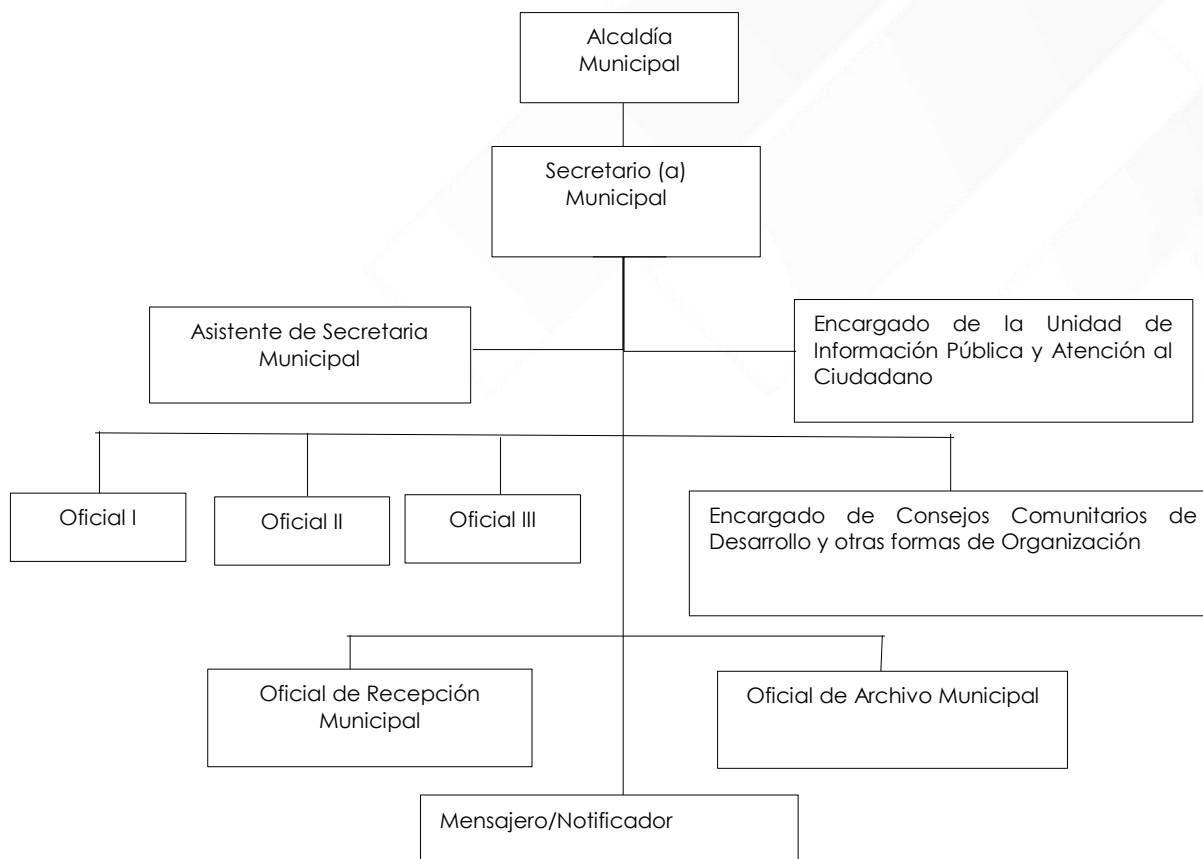 Alcaldía
Municipal
Secretario (a)
Municipal
Asistente de Secretaria
Municipal
Encargado de la Unidad de
Información Pública y Atención al
Ciudadano
Oficial I
Oficial II
Oficial III
Encargado de Consejos Comunitarios de
Desarrollo y otras formas de Organización
Oficial de Recepción
Municipal
Oficial de Archivo Municipal
Mensajero/Notificador